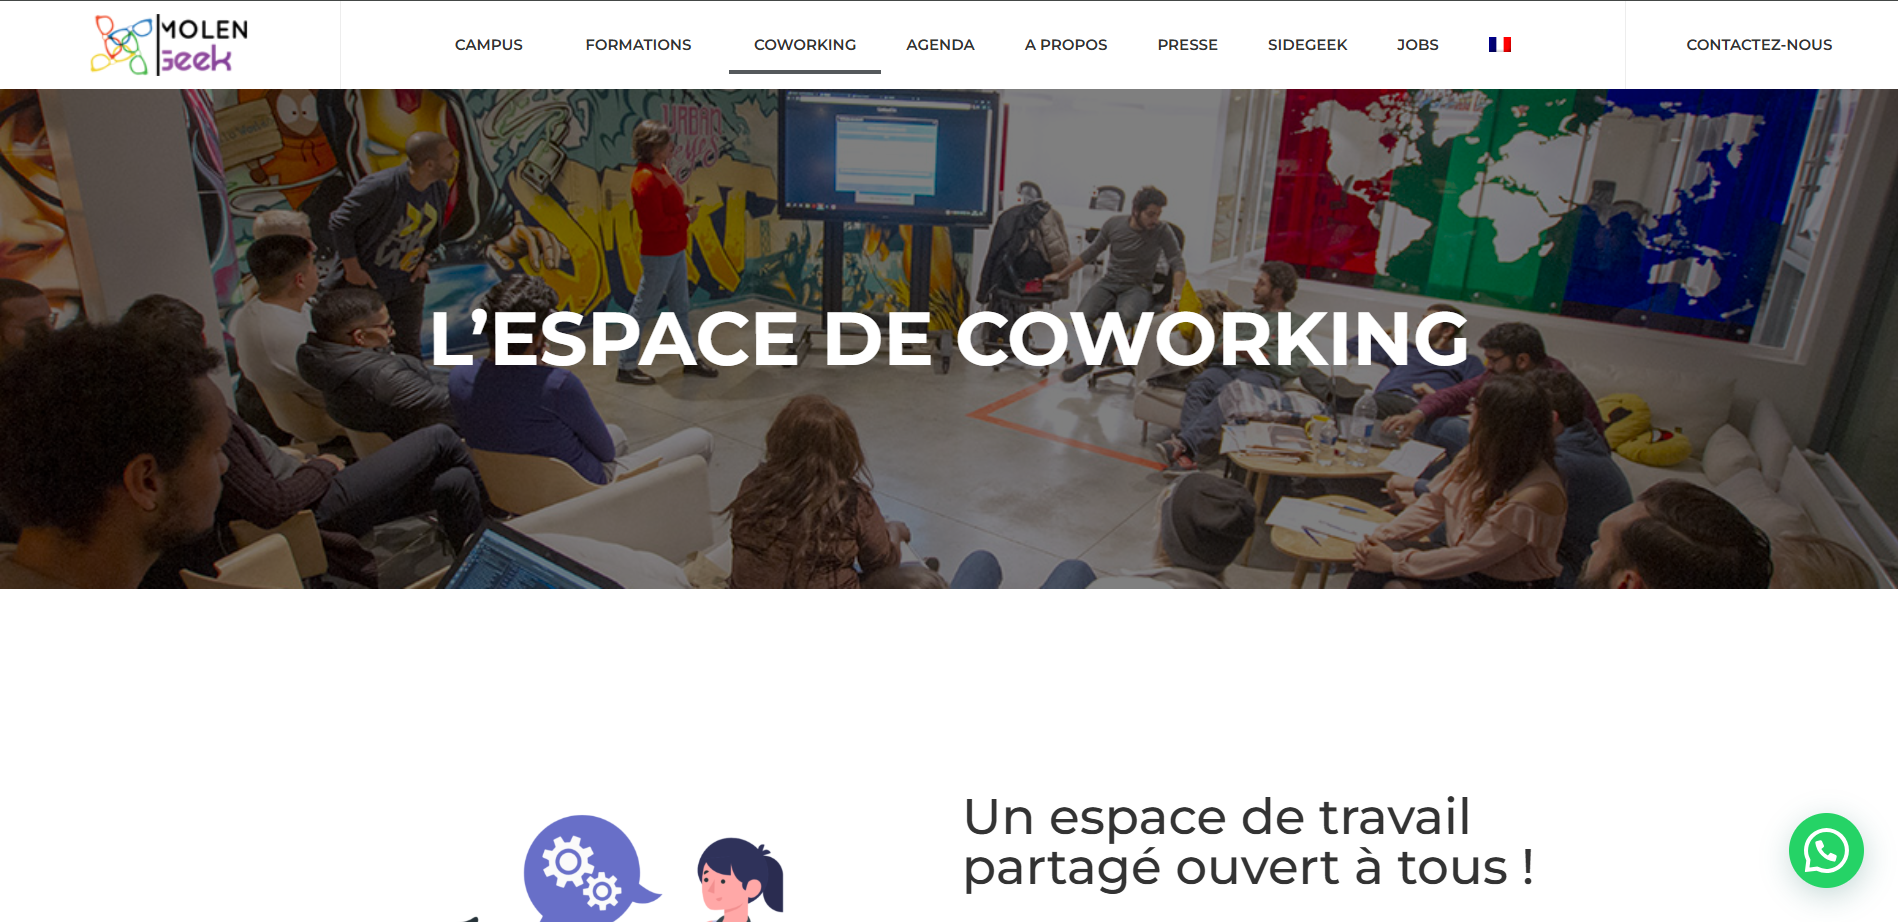 MOLEN
Geek
CAMPUS
FORMATIONS
COWORKING
AGENDA
A PROPOS
PRESSE
SIDEGEEK
JOBS
CONTACTEZ-NOUS
URBAN
L’ESPACE DE COWORKING
Un espace de travail
partagé ouvert à tous !